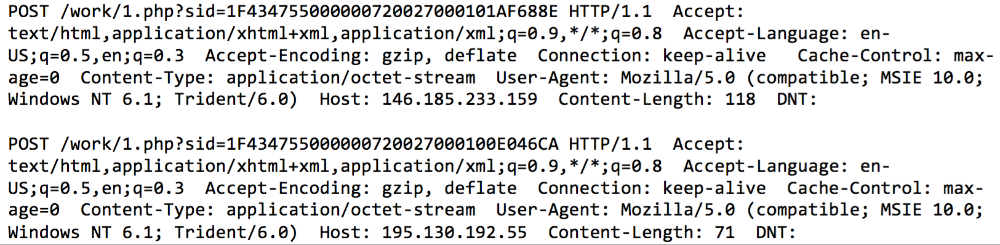 POST /work/1.php?sid=1F434755000000720027000101AF688E HTTP/1.1  Accept:
text/html,application/xhtml+xml,application/xml;q=0.9,*/*;q=0.8  Accept-Language: en-
US;q=0.5,en;q=0.3  Accept-Encoding: gzip, deflate  Connection: keep-alive   Cache-Control: max-
age=0  Content-Type: application/octet-stream  User-Agent: Mozilla/5.0 (compatible; MSIE 10.0;
Windows NT 6.1; Trident/6.0)  Host: 146.185.233.159  Content-Length: 118  DNT:

POST /work/1.php?sid=1F434755000000720027000100E046CA HTTP/1.1  Accept:
text/html,application/xhtml+xml,application/xml;q=0.9,*/*;q=0.8  Accept-Language: en-
US;q=0.5,en;q=0.3  Accept-Encoding: gzip, deflate  Connection: keep-alive  Cache-Control: max-
age=0  Content-Type: application/octet-stream  User-Agent: Mozilla/5.0 (compatible; MSIE 10.0;
Windows NT 6.1; Trident/6.0)  Host: 195.130.192.55  Content-Length: 71  DNT: